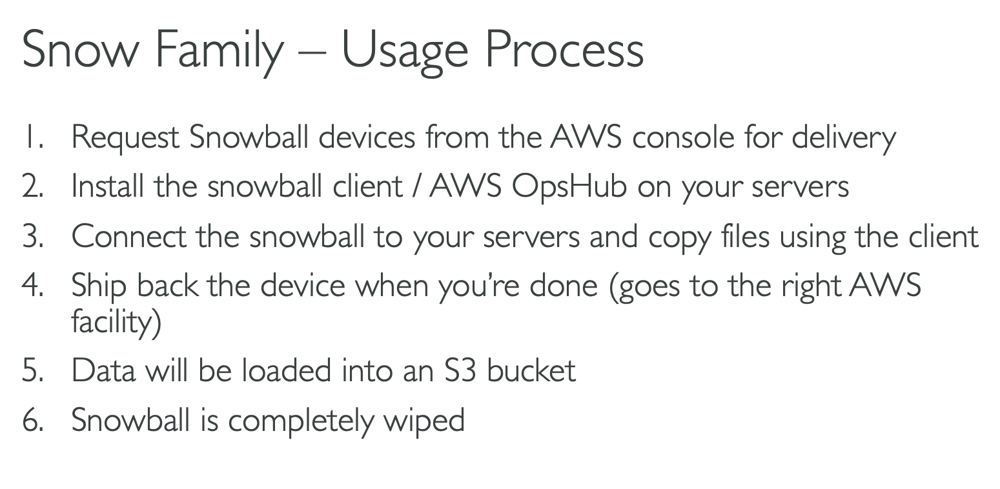 Snow Family – Usage Process
1. Request Snowball devices from the AWS console for delivery
2. Install the snowball client / AWS OpsHub on your servers
3. Connect the snowball to your servers and copy files using the client
4. Ship back the device when you’re done (goes to the right AWS
facility)
5. Data will be loaded into an S3 bucket
6. Snowball is completely wiped